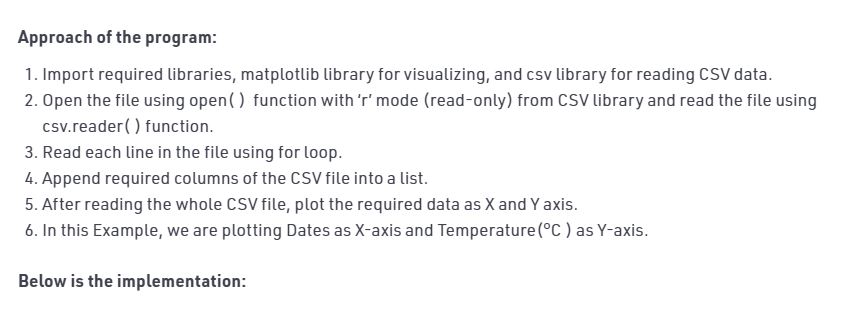 Approach of the program:
1. Import required libraries, matplotlib library for visualizing, and csv library for reading CSV data.
2. Open the file using open( )  function with ‘r’ mode (read-only) from CSV library and read the file using
csv.reader( ) function.
3. Read each line in the file using for loop.
4. Append required columns of the CSV file into a list.
5. After reading the whole CSV file, plot the required data as X and Y axis.
6. In this Example, we are plotting Dates as X-axis and Temperature(°C ) as Y-axis.
Below is the implementation: